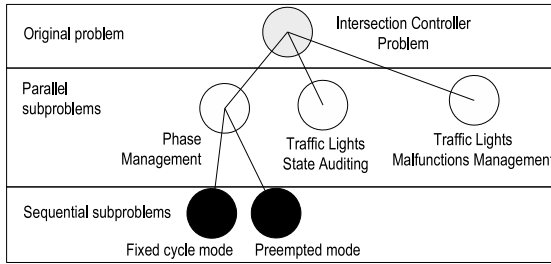 Original problem
Intersection Controller
Problem
Parallel
subproblems
Phase
Management
Traffic Lights
State Auditing
Traffic Lights
Malfunctions Management
Sequential subproblems
Fixed cycle mode
Preempted mode